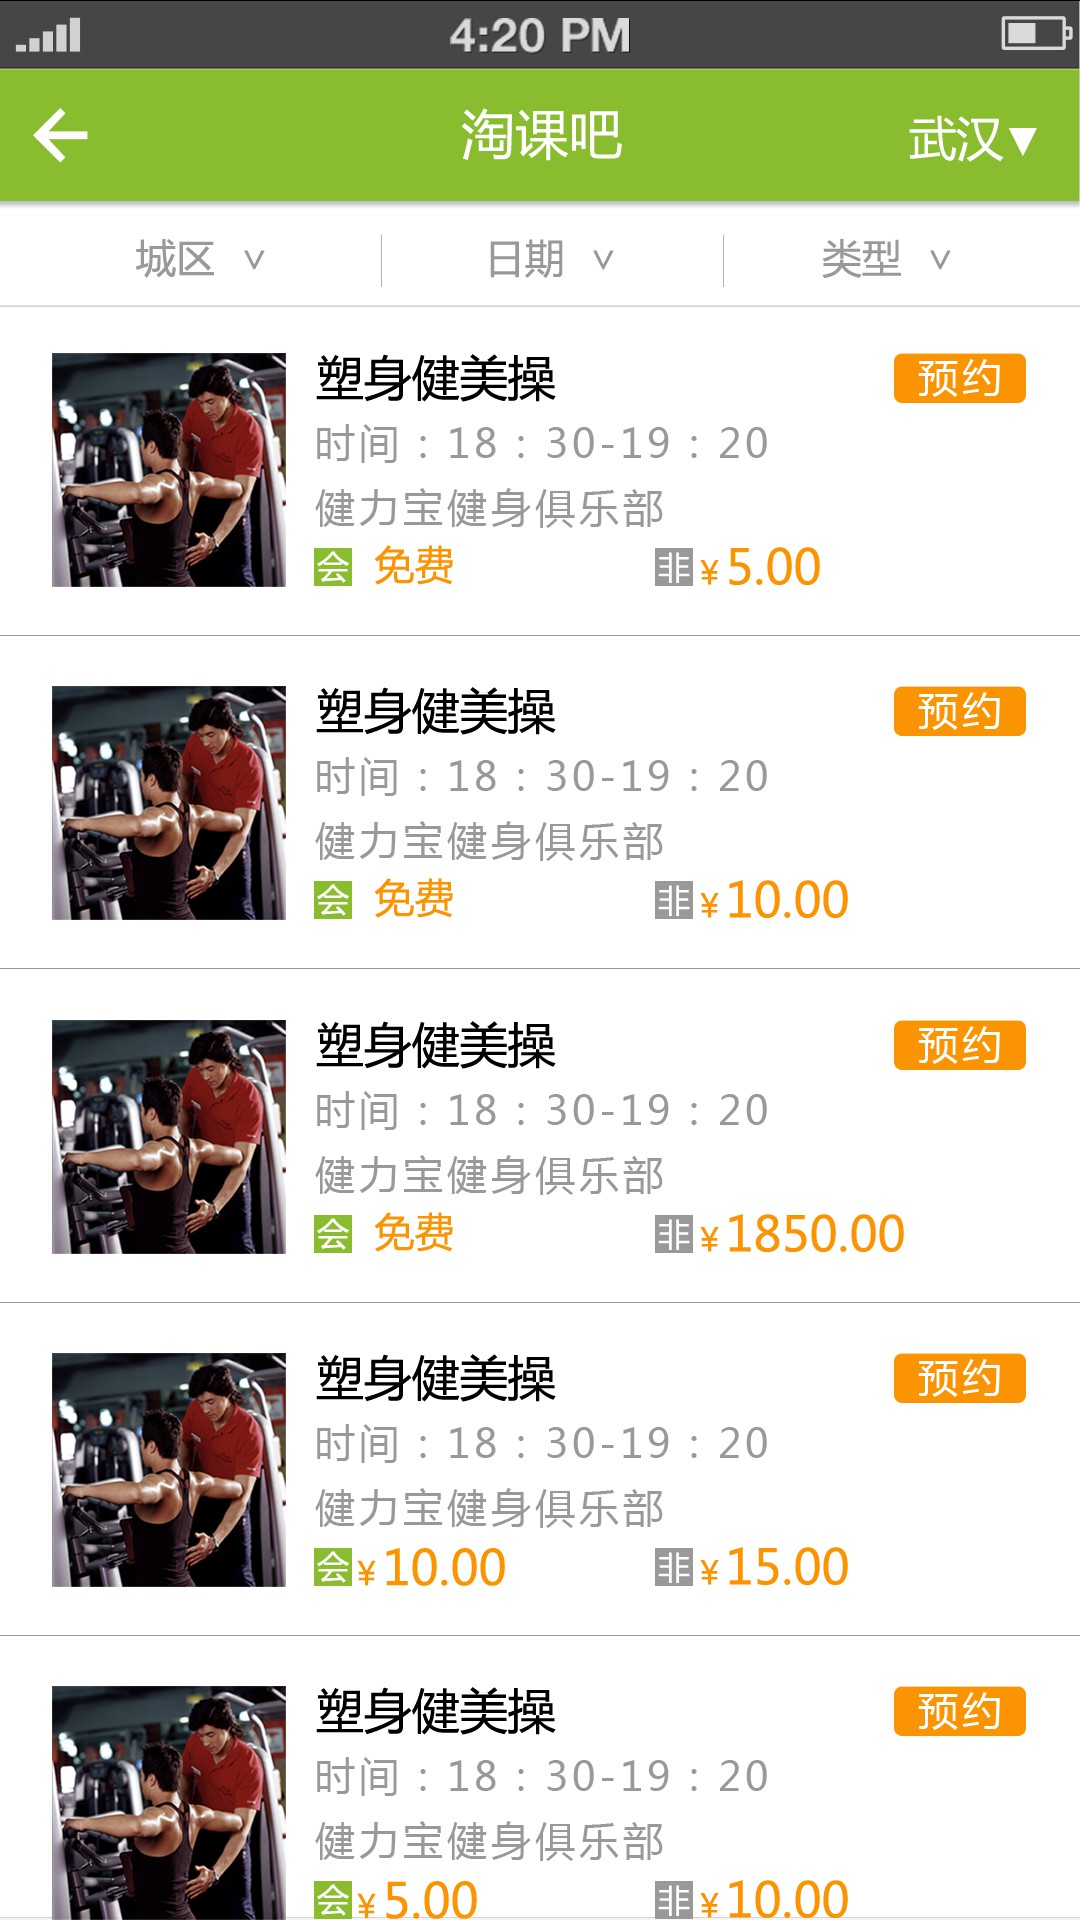 4:20 PM
淘课吧 武汉▼
城区 ∨ 日期 ∨ 类型 ∨
塑身健美操 预约
时间：18：30-19：20
健力宝健身俱乐部
会 免费 非 ¥5.00
塑身健美操 预约
时间：18：30-19：20
健力宝健身俱乐部
会 免费 非 ¥10.00
塑身健美操 预约
时间：18：30-19：20
健力宝健身俱乐部
会 免费 非 ¥1850.00
塑身健美操 预约
时间：18：30-19：20
健力宝健身俱乐部
会 ¥10.00 非 ¥15.00
塑身健美操 预约
时间：18：30-19：20
健力宝健身俱乐部
会 ¥5.00 非 ¥10.00